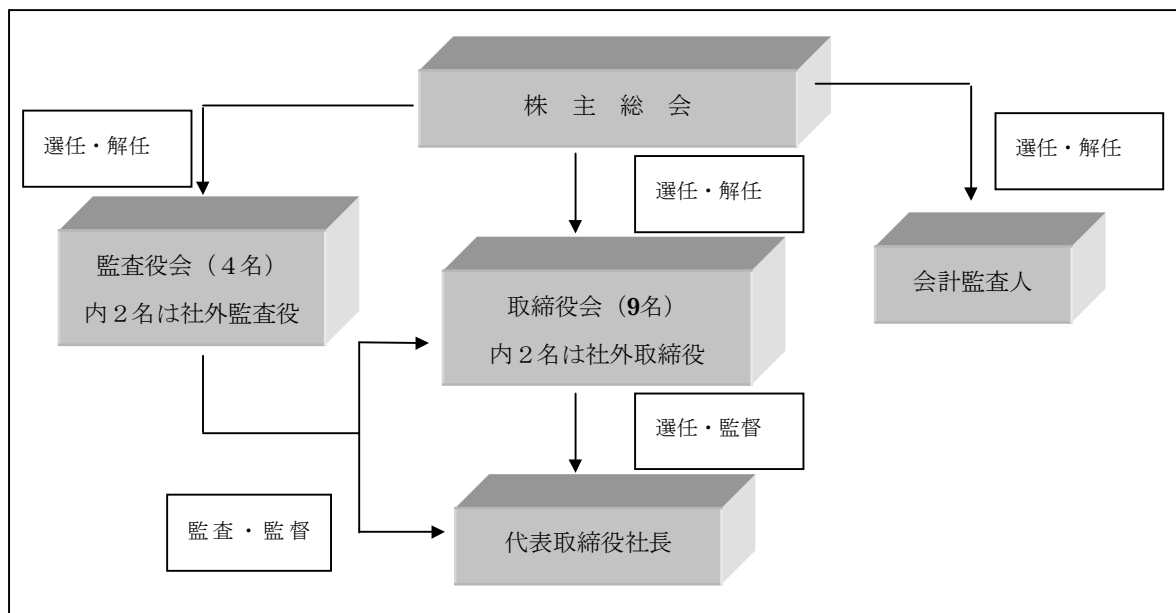 株 主 総 会
選任・解任
選任・解任
選任・解任
監査役会（４名）
内２名は社外監査役
取締役会（9名）
内２名は社外取締役
会計監査人
選任・監督
監査・監督
代表取締役社長